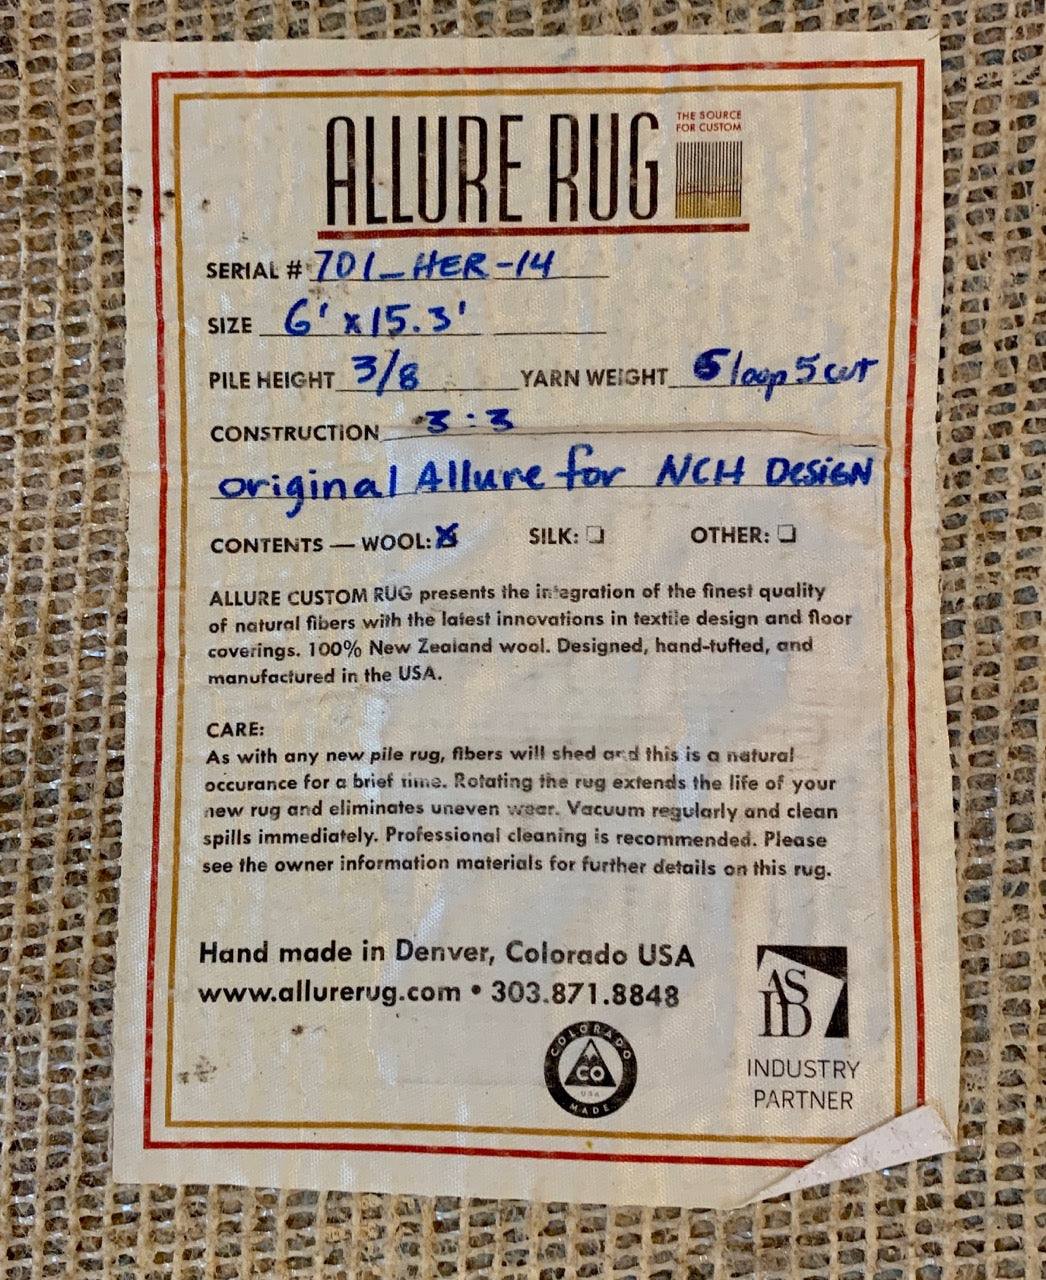 ALLURE RUG
THE SOURCE
FOR CUSTOM
SERIAL # 701_HER-14
SIZE 6' x 15.3'
PILE HEIGHT 3/8 YARN WEIGHT 5 loop 5 cut
CONSTRUCTION 3:3
original Allure for NCH DESIGN
CONTENTS — WOOL: ☒ SILK: ❑ OTHER: ❑
ALLURE CUSTOM RUG presents the integration of the finest quality
of natural fibers with the latest innovations in textile design and floor
coverings. 100% New Zealand wool. Designed, hand-tufted, and
manufactured in the USA.
CARE:
As with any new pile rug, fibers will shed and this is a natural
occurance for a brief time. Rotating the rug extends the life of your
new rug and eliminates uneven wear. Vacuum regularly and clean
spills immediately. Professional cleaning is recommended. Please
see the owner information materials for further details on this rug.
Hand made in Denver, Colorado USA
www.allurerug.com • 303.871.8848
COLORADO
CO
USA
MADE
ASID
INDUSTRY
PARTNER